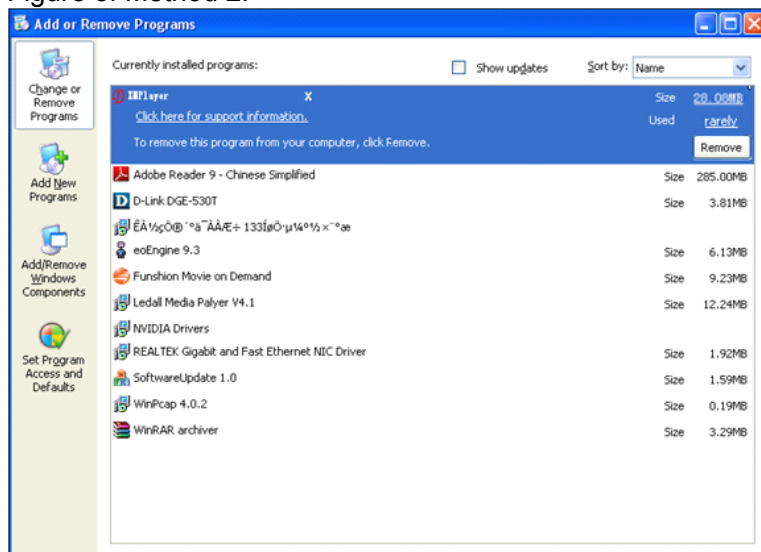 Figure 3. Method 2.
Add or Remove Programs
Change or
Remove
Programs
Add New
Programs
Add/Remove
Windows
Components
Set Program
Access and
Defaults
Currently installed programs:
Show updates
Sort by: Name
X
Size 28.08MB
Click here for support information.
Used rarely
To remove this program from your computer, click Remove.
Remove
Adobe Reader 9 - Chinese Simplified Size 285.00MB
D-Link DGE-530T Size 3.81MB
eoEngine 9.3 Size 6.13MB
Funshion Movie on Demand Size 9.23MB
Ledall Media Palyer V4.1 Size 12.24MB
NVIDIA Drivers
REALTEK Gigabit and Fast Ethernet NIC Driver Size 1.92MB
SoftwareUpdate 1.0 Size 1.59MB
WinPcap 4.0.2 Size 0.19MB
WinRAR archiver Size 3.29MB